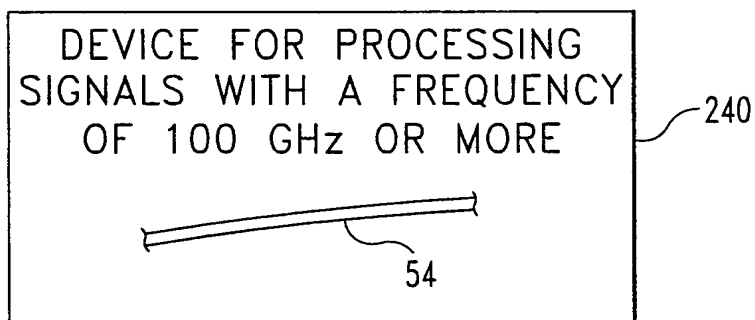 DEVICE FOR PROCESSING
SIGNALS WITH A FREQUENCY
OF 100 GHz OR MORE
240
54